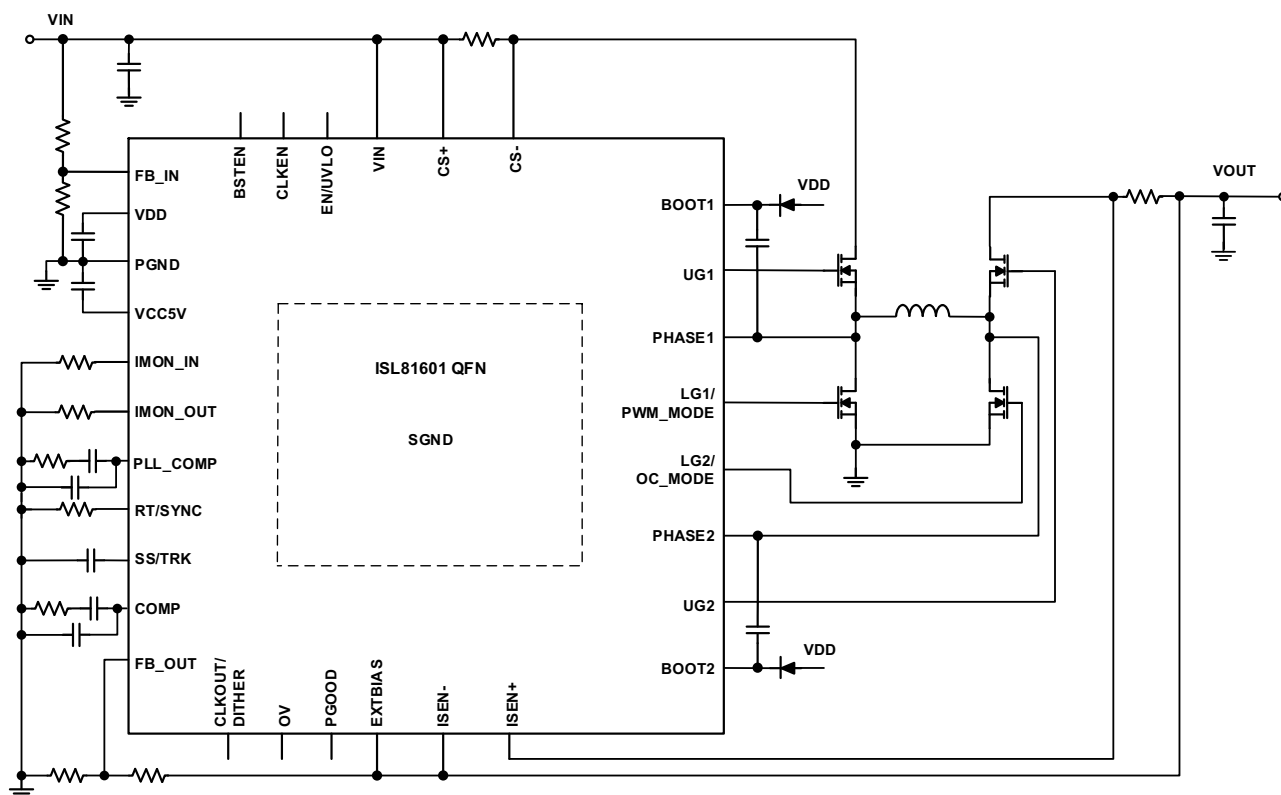 VIN
BSTEN
CLKEN
EN/UVLO
VIN
CS+
CS-
FB_IN
VDD
PGND
VCC5V
IMON_IN
IMON_OUT
PLL_COMP
RT/SYNC
SS/TRK
COMP
FB_OUT
ISL81601 QFN
SGND
BOOT1
UG1
PHASE1
LG1/
PWM_MODE
LG2/
OC_MODE
PHASE2
UG2
BOOT2
VDD
VDD
VOUT
CLKOUT/
DITHER
OV
PGOOD
EXTBIAS
ISEN-
ISEN+